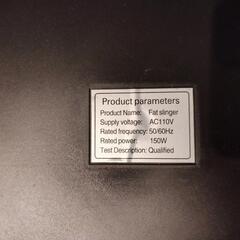 Product parameters
Product Name: Fat slinger
Supply voltage: AC110V
Rated frequency: 50/60Hz
Rated power: 150W
Test Description: Qualified